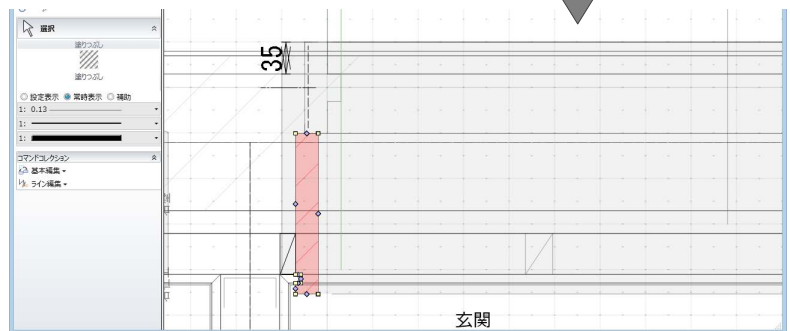 選択
塗りつぶし
塗りつぶし
設定表示 常時表示 補助
1: 0.13
1:
1:
コマンドコレクション
基本編集
ライン編集
35
玄関